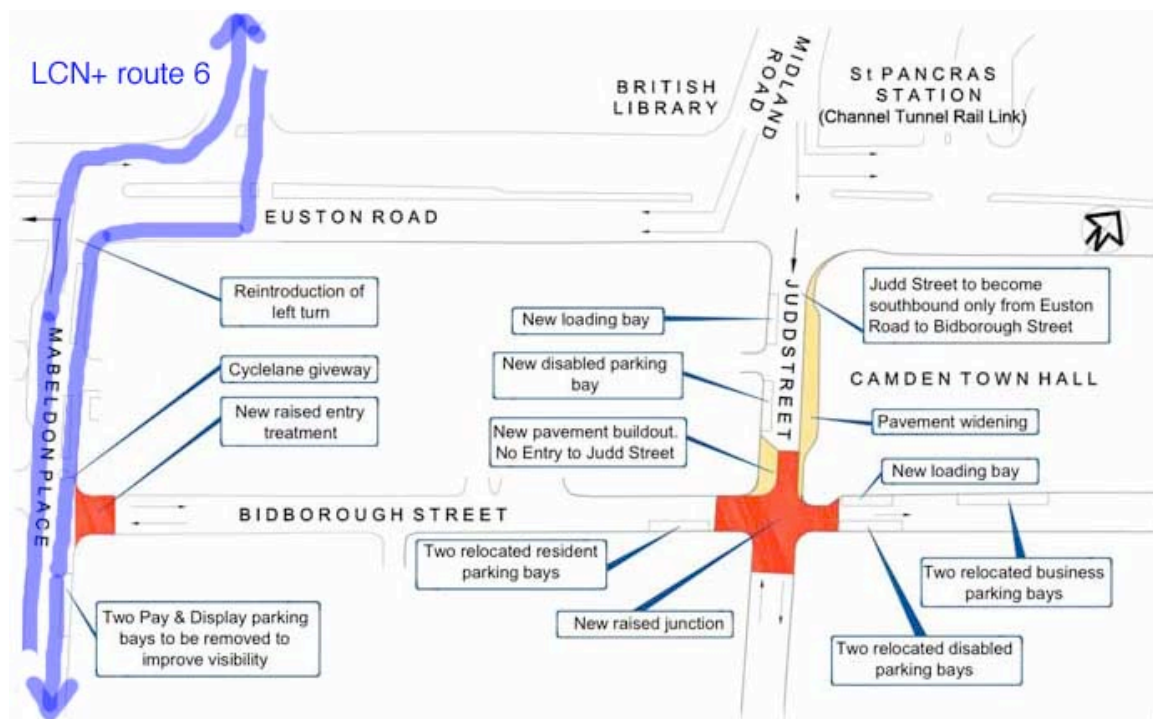 LCN+ route 6
BRITISH
LIBRARY
MIDLAND
ROAD
St PANCRAS
STATION
(Channel Tunnel Rail Link)
EUSTON ROAD
Reintroduction of
left turn
New loading bay
JUDD STREET
Judd Street to become
southbound only from Euston
Road to Bidborough Street
MABELDON PLACE
Cyclelane giveway
New disabled parking
bay
CAMDEN TOWN HALL
New raised entry
treatment
New pavement buildout.
No Entry to Judd Street
Pavement widening
New loading bay
BIDBOROUGH STREET
Two relocated resident
parking bays
Two relocated business
parking bays
Two Pay & Display parking
bays to be removed to
improve visibility
New raised junction
Two relocated disabled
parking bays